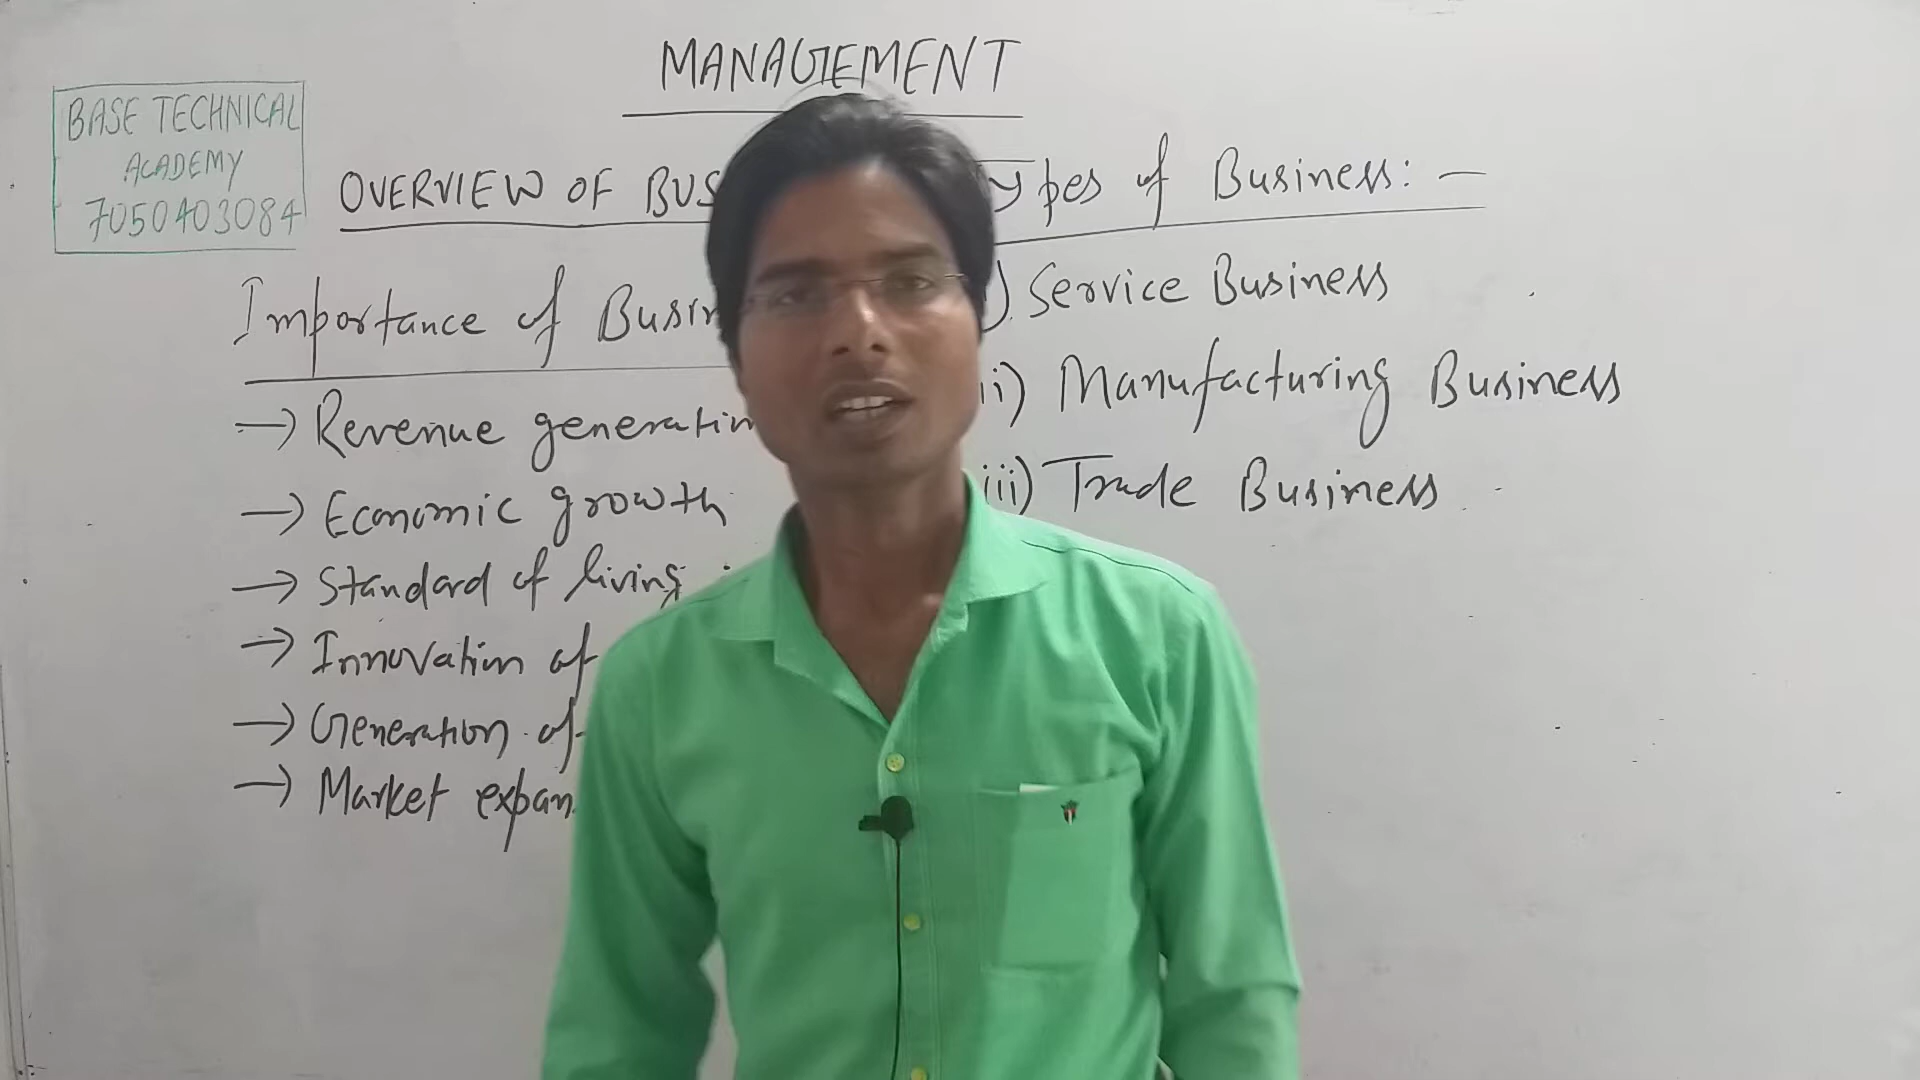 MANAGEMENT
BASE TECHNICAL
ACADEMY
7050403084
OVERVIEW OF BUS
Types of Business: -
Importance of Busin
→ Revenue generation
→ Economic growth
→ Standard of living
→ Innovation of
→ Generation of
→ Market expan
) Service Business
ii) Manufacturing Business
iii) Trade Business